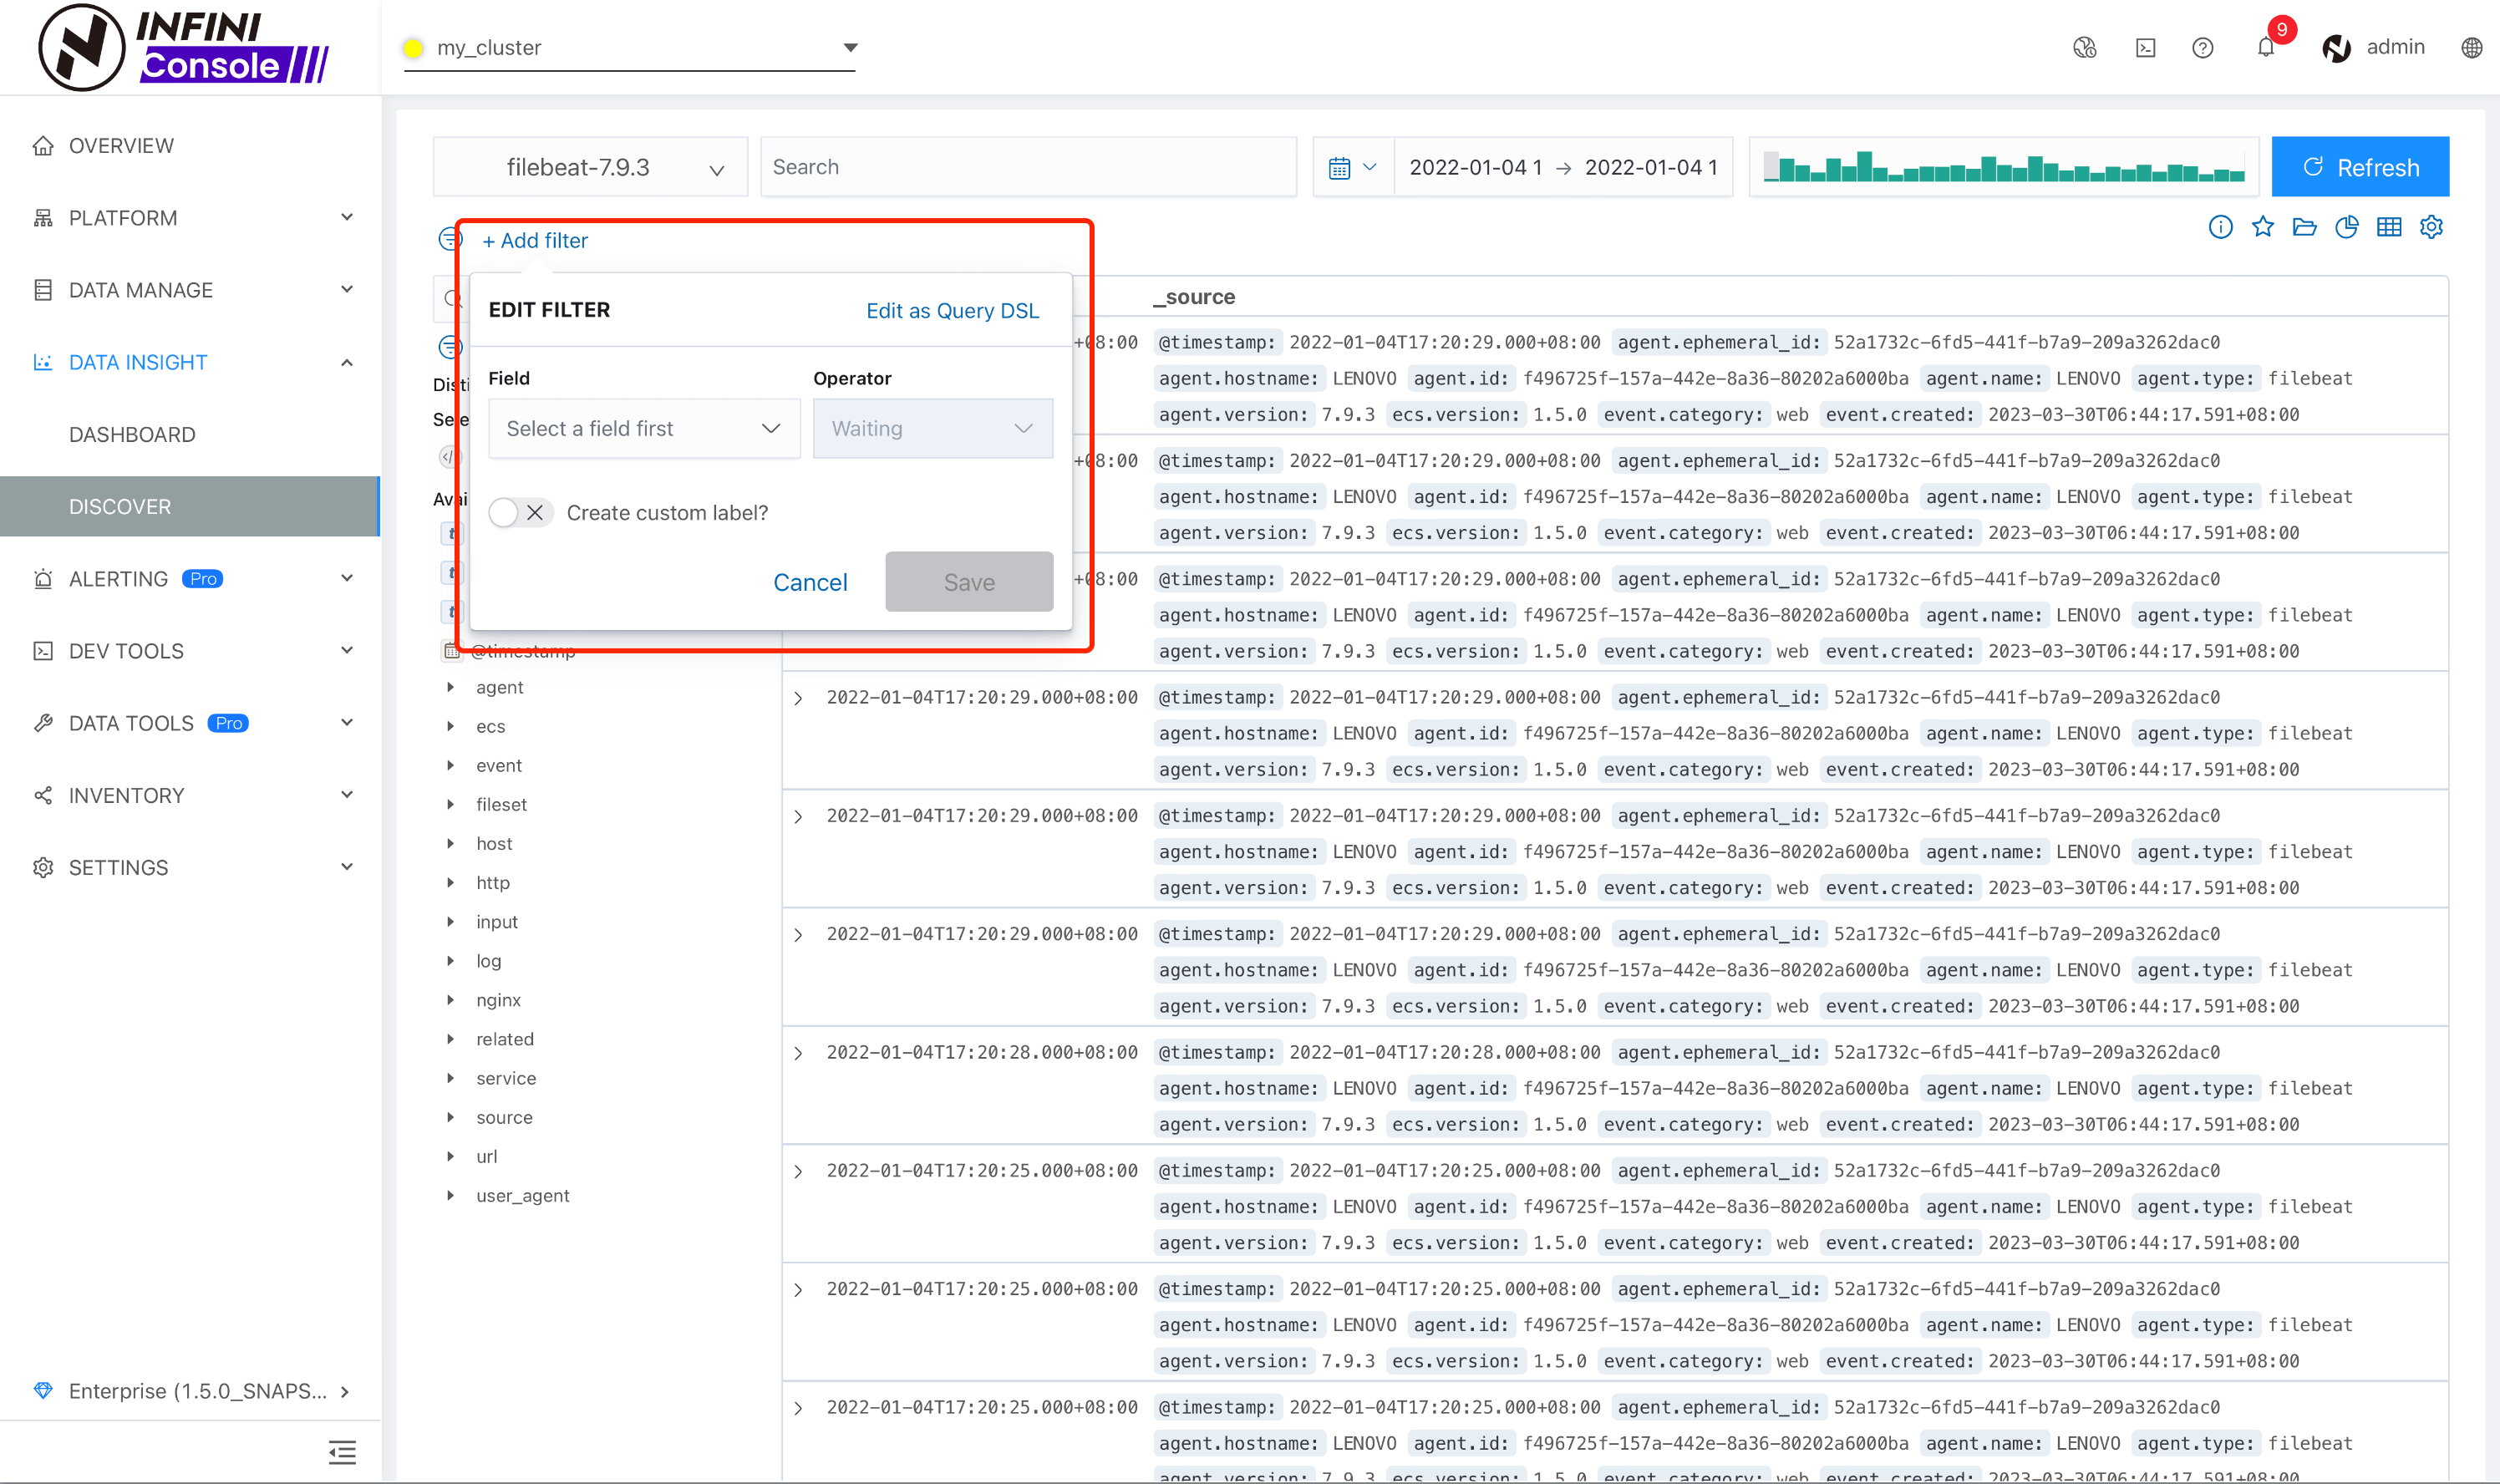 INFINI
Console
my_cluster
9
admin
OVERVIEW
PLATFORM
DATA MANAGE
DATA INSIGHT
DASHBOARD
DISCOVER
ALERTING Pro
DEV TOOLS
DATA TOOLS Pro
INVENTORY
SETTINGS
Enterprise (1.5.0_SNAPS...
filebeat-7.9.3
Search
2022-01-04 1 → 2022-01-04 1
Refresh
+ Add filter
EDIT FILTER
Edit as Query DSL
Field
Operator
Select a field first
Waiting
Create custom label?
Cancel
Save
Disti
Sele
Avai
t
t
t
@timestamp
agent
ecs
event
fileset
host
http
input
log
nginx
related
service
source
url
user_agent
_source
+08:00 @timestamp: 2022-01-04T17:20:29.000+08:00 agent.ephemeral_id: 52a1732c-6fd5-441f-b7a9-209a3262dac0
agent.hostname: LENOVO agent.id: f496725f-157a-442e-8a36-80202a6000ba agent.name: LENOVO agent.type: filebeat
agent.version: 7.9.3 ecs.version: 1.5.0 event.category: web event.created: 2023-03-30T06:44:17.591+08:00
+08:00 @timestamp: 2022-01-04T17:20:29.000+08:00 agent.ephemeral_id: 52a1732c-6fd5-441f-b7a9-209a3262dac0
agent.hostname: LENOVO agent.id: f496725f-157a-442e-8a36-80202a6000ba agent.name: LENOVO agent.type: filebeat
agent.version: 7.9.3 ecs.version: 1.5.0 event.category: web event.created: 2023-03-30T06:44:17.591+08:00
+08:00 @timestamp: 2022-01-04T17:20:29.000+08:00 agent.ephemeral_id: 52a1732c-6fd5-441f-b7a9-209a3262dac0
agent.hostname: LENOVO agent.id: f496725f-157a-442e-8a36-80202a6000ba agent.name: LENOVO agent.type: filebeat
agent.version: 7.9.3 ecs.version: 1.5.0 event.category: web event.created: 2023-03-30T06:44:17.591+08:00
2022-01-04T17:20:29.000+08:00 @timestamp: 2022-01-04T17:20:29.000+08:00 agent.ephemeral_id: 52a1732c-6fd5-441f-b7a9-209a3262dac0
agent.hostname: LENOVO agent.id: f496725f-157a-442e-8a36-80202a6000ba agent.name: LENOVO agent.type: filebeat
agent.version: 7.9.3 ecs.version: 1.5.0 event.category: web event.created: 2023-03-30T06:44:17.591+08:00
2022-01-04T17:20:29.000+08:00 @timestamp: 2022-01-04T17:20:29.000+08:00 agent.ephemeral_id: 52a1732c-6fd5-441f-b7a9-209a3262dac0
agent.hostname: LENOVO agent.id: f496725f-157a-442e-8a36-80202a6000ba agent.name: LENOVO agent.type: filebeat
agent.version: 7.9.3 ecs.version: 1.5.0 event.category: web event.created: 2023-03-30T06:44:17.591+08:00
2022-01-04T17:20:29.000+08:00 @timestamp: 2022-01-04T17:20:29.000+08:00 agent.ephemeral_id: 52a1732c-6fd5-441f-b7a9-209a3262dac0
agent.hostname: LENOVO agent.id: f496725f-157a-442e-8a36-80202a6000ba agent.name: LENOVO agent.type: filebeat
agent.version: 7.9.3 ecs.version: 1.5.0 event.category: web event.created: 2023-03-30T06:44:17.591+08:00
2022-01-04T17:20:28.000+08:00 @timestamp: 2022-01-04T17:20:28.000+08:00 agent.ephemeral_id: 52a1732c-6fd5-441f-b7a9-209a3262dac0
agent.hostname: LENOVO agent.id: f496725f-157a-442e-8a36-80202a6000ba agent.name: LENOVO agent.type: filebeat
agent.version: 7.9.3 ecs.version: 1.5.0 event.category: web event.created: 2023-03-30T06:44:17.591+08:00
2022-01-04T17:20:25.000+08:00 @timestamp: 2022-01-04T17:20:25.000+08:00 agent.ephemeral_id: 52a1732c-6fd5-441f-b7a9-209a3262dac0
agent.hostname: LENOVO agent.id: f496725f-157a-442e-8a36-80202a6000ba agent.name: LENOVO agent.type: filebeat
agent.version: 7.9.3 ecs.version: 1.5.0 event.category: web event.created: 2023-03-30T06:44:17.591+08:00
2022-01-04T17:20:25.000+08:00 @timestamp: 2022-01-04T17:20:25.000+08:00 agent.ephemeral_id: 52a1732c-6fd5-441f-b7a9-209a3262dac0
agent.hostname: LENOVO agent.id: f496725f-157a-442e-8a36-80202a6000ba agent.name: LENOVO agent.type: filebeat
agent.version: 7.9.3 ecs.version: 1.5.0 event.category: web event.created: 2023-03-30T06:44:17.591+08:00
2022-01-04T17:20:25.000+08:00 @timestamp: 2022-01-04T17:20:25.000+08:00 agent.ephemeral_id: 52a1732c-6fd5-441f-b7a9-209a3262dac0
agent.hostname: LENOVO agent.id: f496725f-157a-442e-8a36-80202a6000ba agent.name: LENOVO agent.type: filebeat
agent.version: 7.9.3 ecs.version: 1.5.0 event.category: web event.created: 2023-03-30T06:44:17.591+08:00